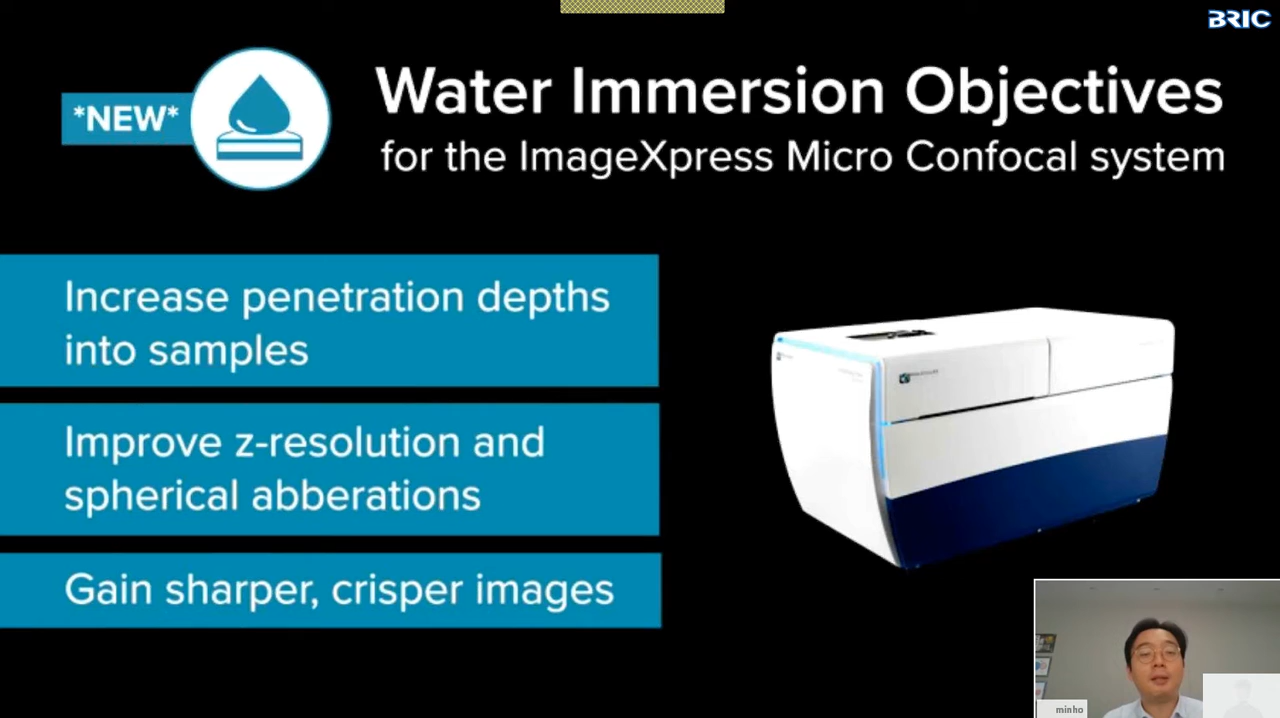 BRIC
*NEW*
Water Immersion Objectives
for the ImageXpress Micro Confocal system
Increase penetration depths
into samples
Improve z-resolution and
spherical abberations
Gain sharper, crisper images
minho